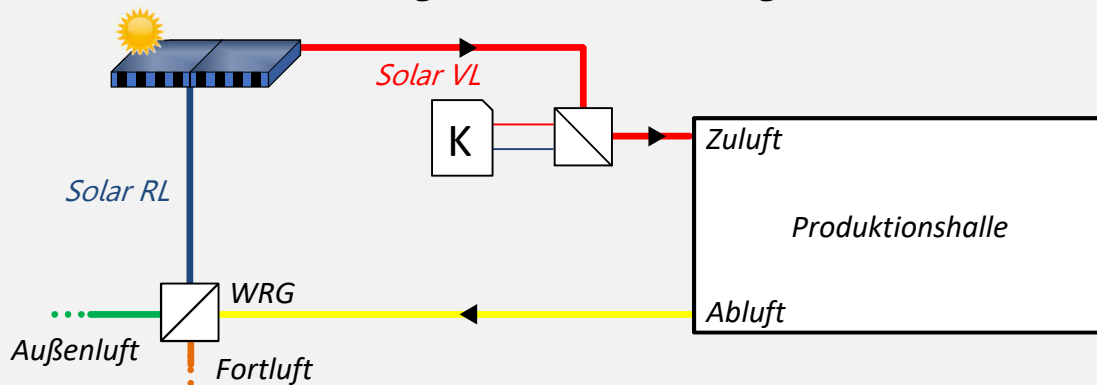 Solar VL
K
Zuluft
Solar RL
Produktionshalle
WRG
Abluft
Außenluft
Fortluft